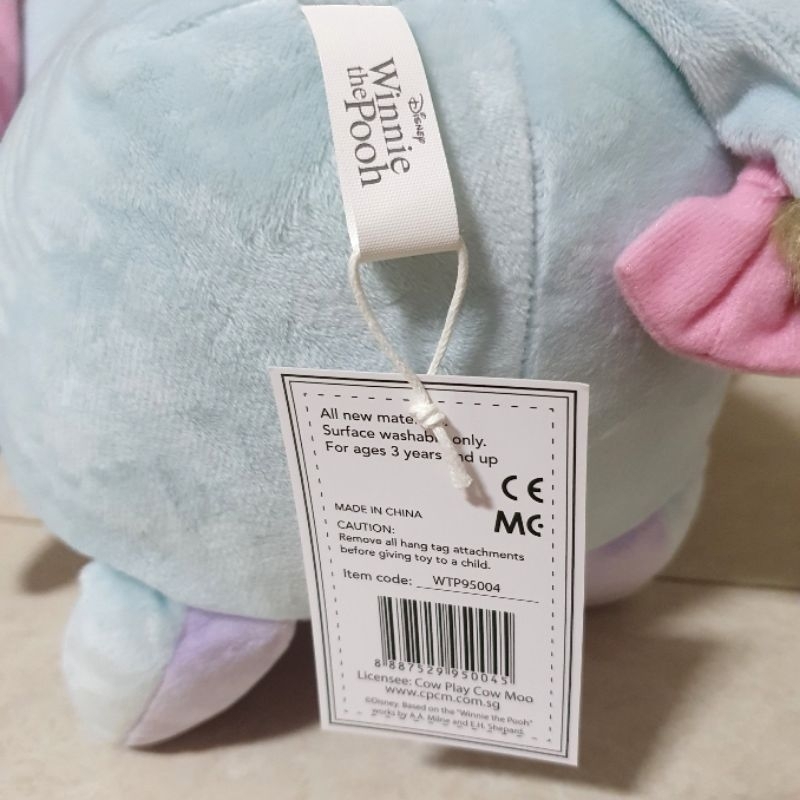 Disney
Winnie
the Pooh
All new mate
Surface washab only.
For ages 3 years nd up
CE
MADE IN CHINA
CAUTION:
Remove all hang tag attachments
before giving toy to a child.
Item code: WTP95004
8 887529 950045
Licensee: Cow Play Cow Moo
www.cpcm.com.sg
©Disney. Based on the "Winnie the Pooh"
works by A.A. Milne and E.H. Shepard.